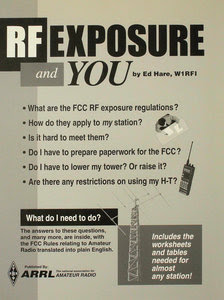 RF EXPOSURE
and YOU by Ed Hare, W1RFI
• What are the FCC RF exposure regulations?
• How do they apply to my station?
• Is it hard to meet them?
• Do I have to prepare paperwork for the FCC?
• Do I have to lower my tower? Or raise it?
• Are there any restrictions on using my H-T?
What do I need to do?
The answers to these questions,
and many more, are inside, with
the FCC Rules relating to Amateur
Radio translated into plain English.
Includes the
worksheets
and tables
needed for
almost
any station!
Published By:
ARRL The national association for
AMATEUR RADIO